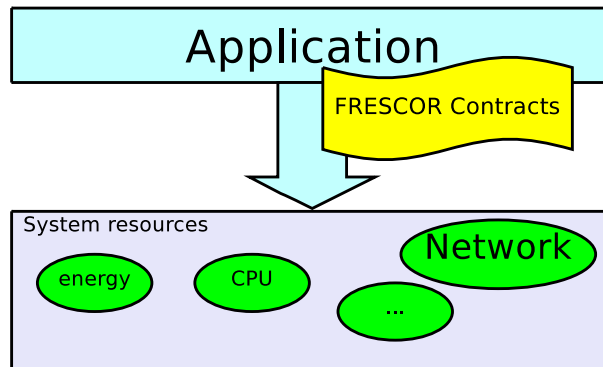 Application
FRESCOR Contracts
System resources
Network
energy
CPU
...